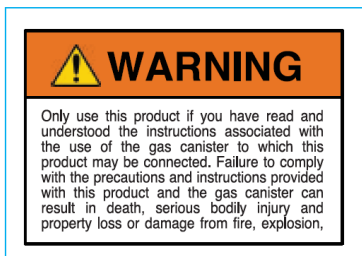 WARNING
Only use this product if you have read and
understood the instructions associated with
the use of the gas canister to which this
product may be connected. Failure to comply
with the precautions and instructions provided
with this product and the gas canister can
result in death, serious bodily injury and
property loss or damage from fire, explosion,